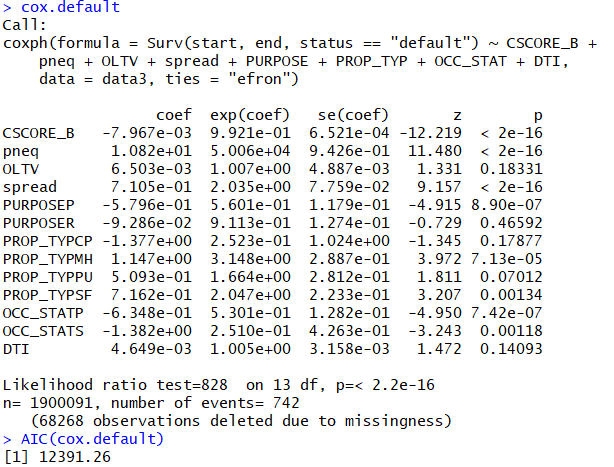 > cox.default
Call:
coxph(formula = Surv(start, end, status == "default") ~ CSCORE_B +
    pneq + OLTV + spread + PURPOSE + PROP_TYP + OCC_STAT + DTI,
    data = data3, ties = "efron")
                 coef  exp(coef)   se(coef)       z        p
CSCORE_B   -7.967e-03  9.921e-01  6.521e-04 -12.219  < 2e-16
pneq        1.082e+01  5.006e+04  9.426e-01  11.480  < 2e-16
OLTV        6.503e-03  1.007e+00  4.887e-03   1.331  0.18331
spread      7.105e-01  2.035e+00  7.759e-02   9.157  < 2e-16
PURPOSEP   -5.796e-01  5.601e-01  1.179e-01  -4.915 8.90e-07
PURPOSER   -9.286e-02  9.113e-01  1.274e-01  -0.729  0.46592
PROP_TYPCP -1.377e+00  2.523e-01  1.024e+00  -1.345  0.17877
PROP_TYPMH  1.147e+00  3.148e+00  2.887e-01   3.972 7.13e-05
PROP_TYPPU  5.093e-01  1.664e+00  2.812e-01   1.811  0.07012
PROP_TYPSF  7.162e-01  2.047e+00  2.233e-01   3.207  0.00134
OCC_STATP  -6.348e-01  5.301e-01  1.282e-01  -4.950 7.42e-07
OCC_STATS  -1.382e+00  2.510e-01  4.263e-01  -3.243  0.00118
DTI         4.649e-03  1.005e+00  3.158e-03   1.472  0.14093
Likelihood ratio test=828  on 13 df, p=< 2.2e-16
n= 1900091, number of events= 742
   (68268 observations deleted due to missingness)
> AIC(cox.default)
[1] 12391.26